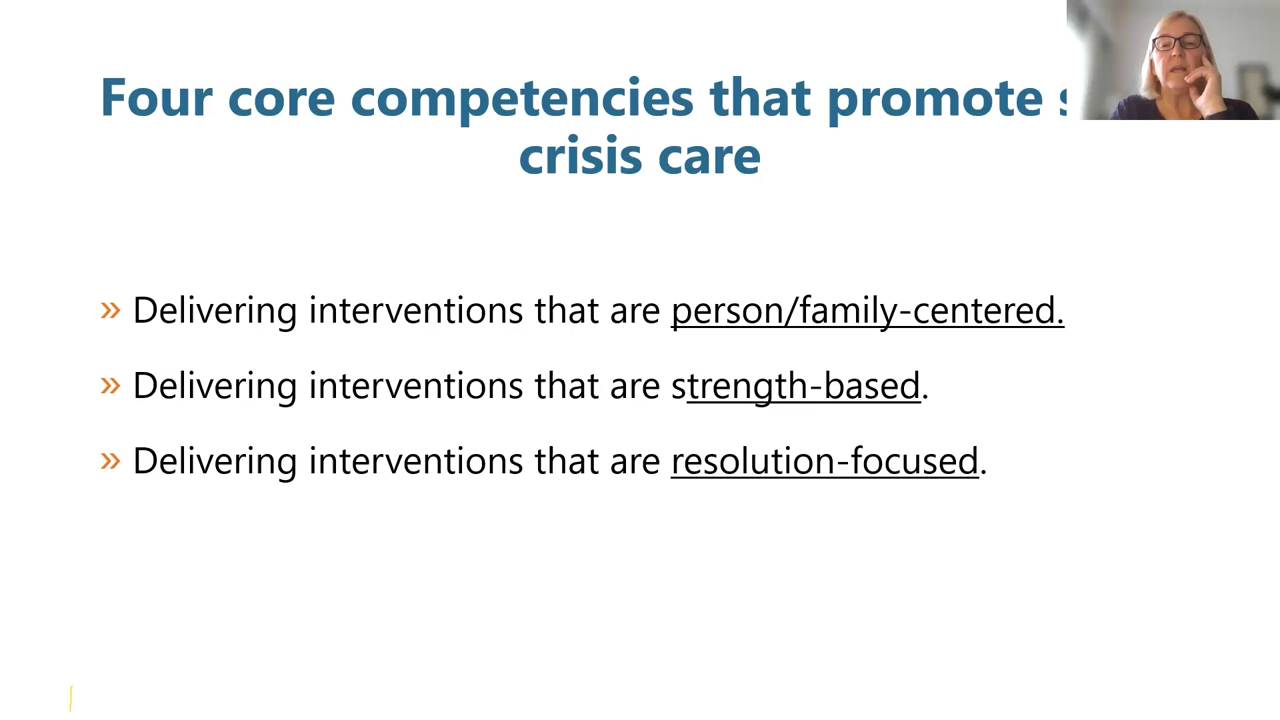 Four core competencies that promote
crisis care
» Delivering interventions that are person/family-centered.
» Delivering interventions that are strength-based.
» Delivering interventions that are resolution-focused.